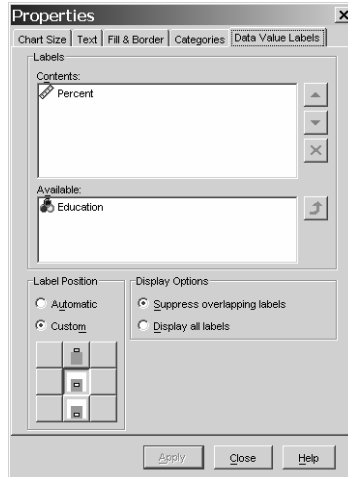 Properties
Chart Size Text Fill & Border Categories Data Value Labels
Labels
Contents:
Percent
Available:
Education
Label Position
Automatic
Custom
Display Options
Suppress overlapping labels
Display all labels
Apply Close Help